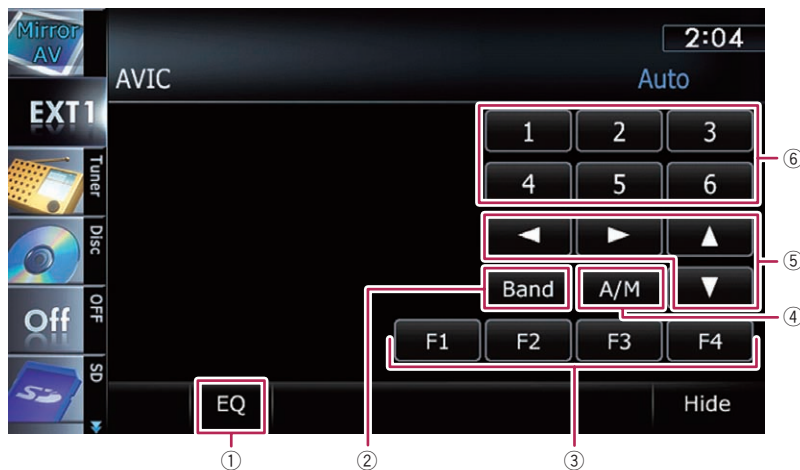 Mirror
AV
2:04
AVIC
Auto
EXT1
1 2 3
⑥
Tuner
4 5 6
Disc
⑤
Band A/M
OFF
Off
④
F1 F2 F3 F4
SD
SD
EQ
Hide
① ② ③